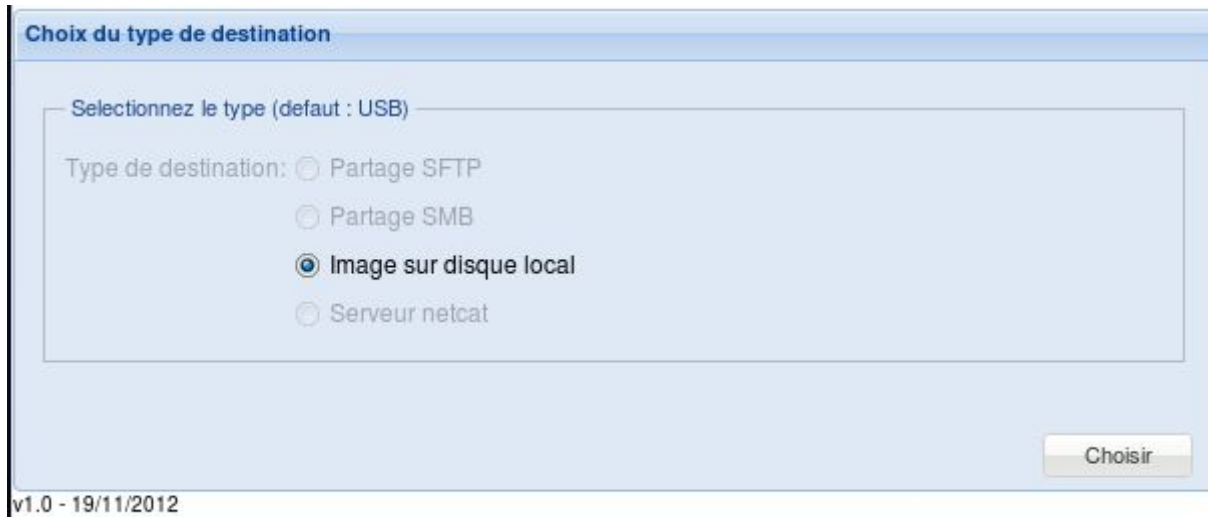 Choix du type de destination
Selectionnez le type (defaut : USB)
Type de destination: Partage SFTP
Partage SMB
Image sur disque local
Serveur netcat
Choisir
v1.0 - 19/11/2012